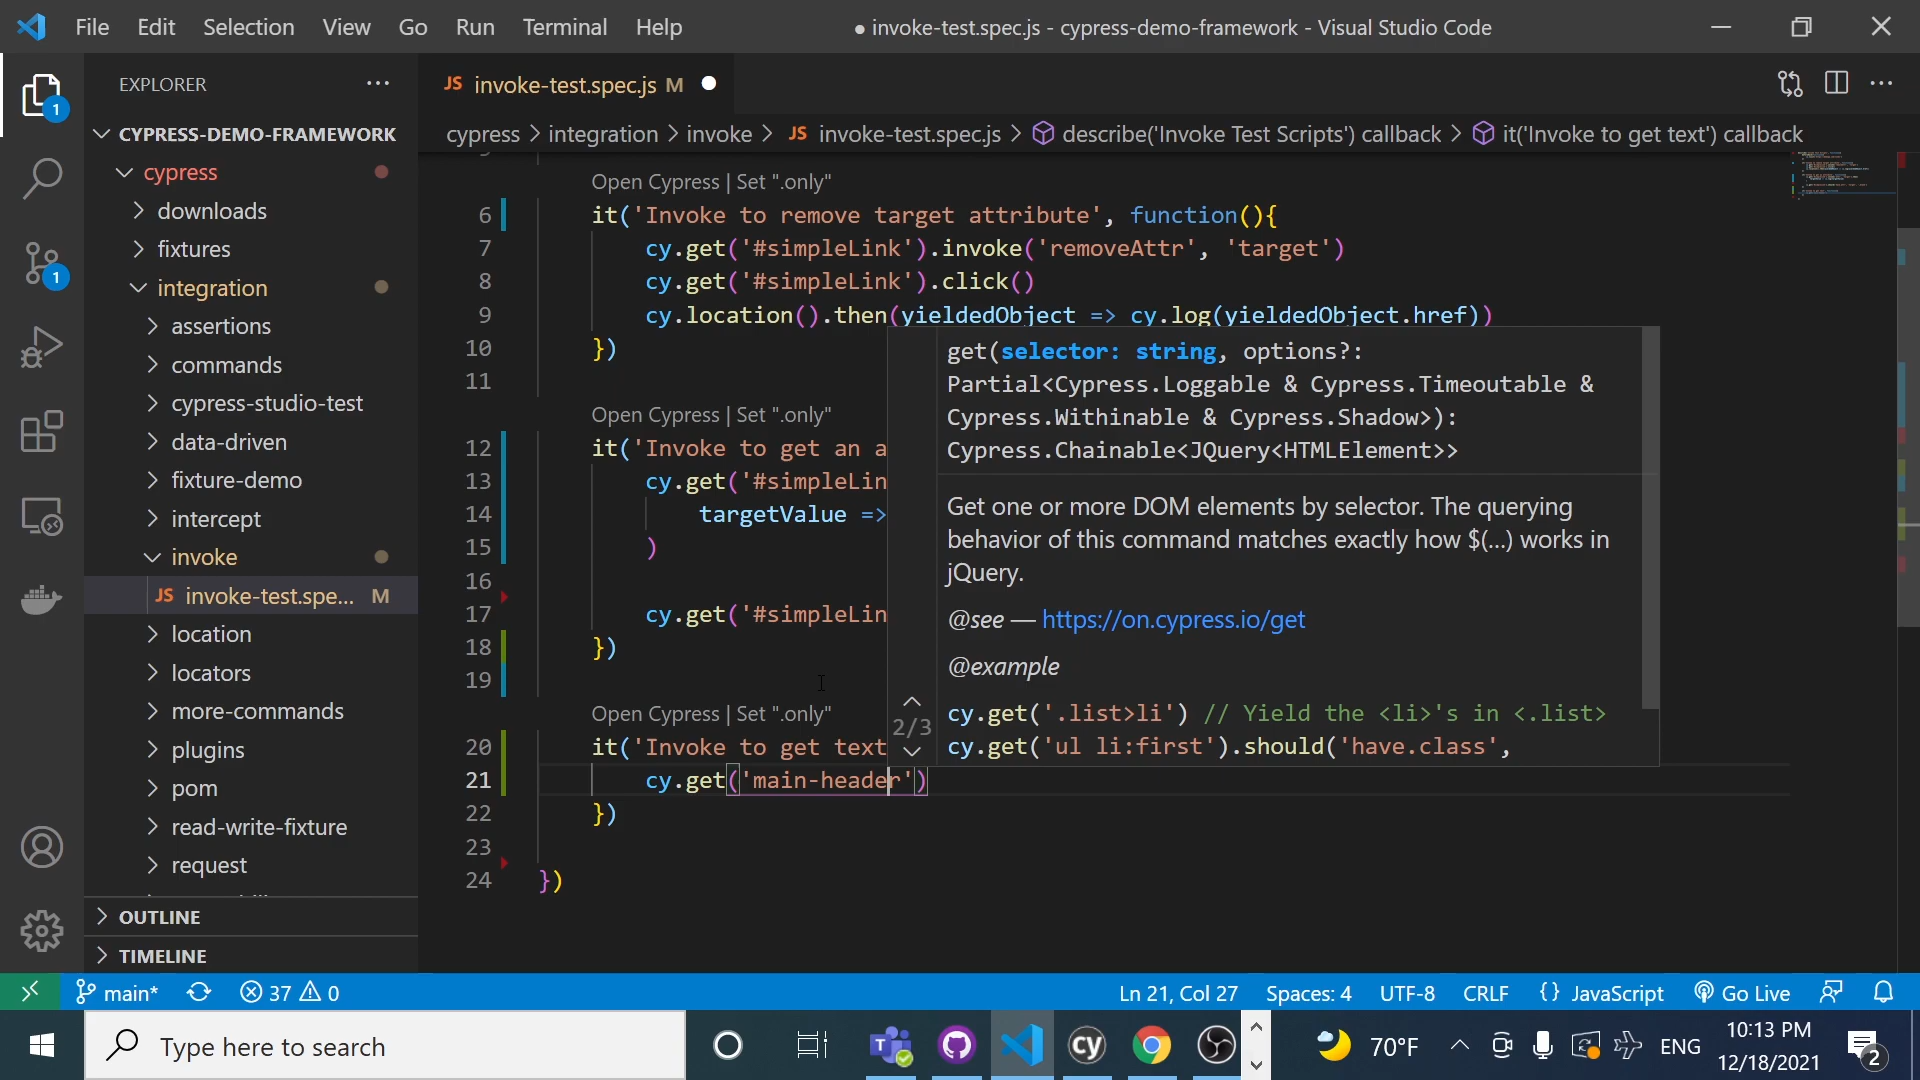 File Edit Selection View Go Run Terminal Help
● invoke-test.spec.js - cypress-demo-framework - Visual Studio Code
EXPLORER
JS invoke-test.spec.js M
1
CYPRESS-DEMO-FRAMEWORK
cypress > integration > invoke > JS invoke-test.spec.js > describe('Invoke Test Scripts') callback > it('Invoke to get text') callback
cypress
downloads
fixtures
integration
1
assertions
commands
cypress-studio-test
data-driven
fixture-demo
intercept
invoke
JS invoke-test.spe... M
location
locators
more-commands
plugins
pom
read-write-fixture
request
OUTLINE
TIMELINE
Open Cypress | Set ".only"
6 it('Invoke to remove target attribute', function(){
7 cy.get('#simpleLink').invoke('removeAttr', 'target')
8 cy.get('#simpleLink').click()
9 cy.location().then(yieldedObject => cy.log(yieldedObject.href))
10 })
11
Open Cypress | Set ".only"
12 it('Invoke to get an a
13 cy.get('#simpleLin
14 targetValue =>
15 )
16
17 cy.get('#simpleLin
18 })
19
Open Cypress | Set ".only"
20 it('Invoke to get text
21 cy.get('main-header')
22 })
23
24 })
get(selector: string, options?:
Partial<Cypress.Loggable & Cypress.Timeoutable &
Cypress.Withinable & Cypress.Shadow>):
Cypress.Chainable<JQuery<HTMLElement>>
Get one or more DOM elements by selector. The querying
behavior of this command matches exactly how $(...) works in
jQuery.
@see — https://on.cypress.io/get
@example
2/3
cy.get('.list>li') // Yield the <li>'s in <.list>
cy.get('ul li:first').should('have.class',
main* 37 0
Ln 21, Col 27 Spaces: 4 UTF-8 CRLF {} JavaScript Go Live
Type here to search
T
cy
70°F
ENG
10:13 PM
12/18/2021
2